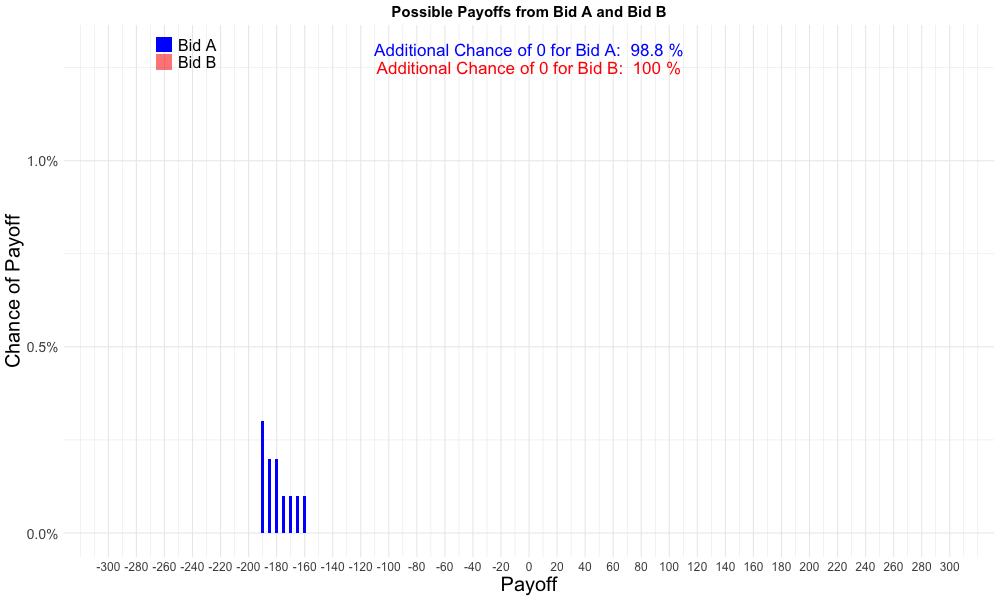 Possible Payoffs from Bid A and Bid B
Bid A
Bid B
Additional Chance of 0 for Bid A:  98.8 %
Additional Chance of 0 for Bid B:  100 %
Chance of Payoff
1.0%
0.5%
0.0%
-300 -280 -260 -240 -220 -200 -180 -160 -140 -120 -100 -80 -60 -40 -20 0 20 40 60 80 100 120 140 160 180 200 220 240 260 280 300
Payoff